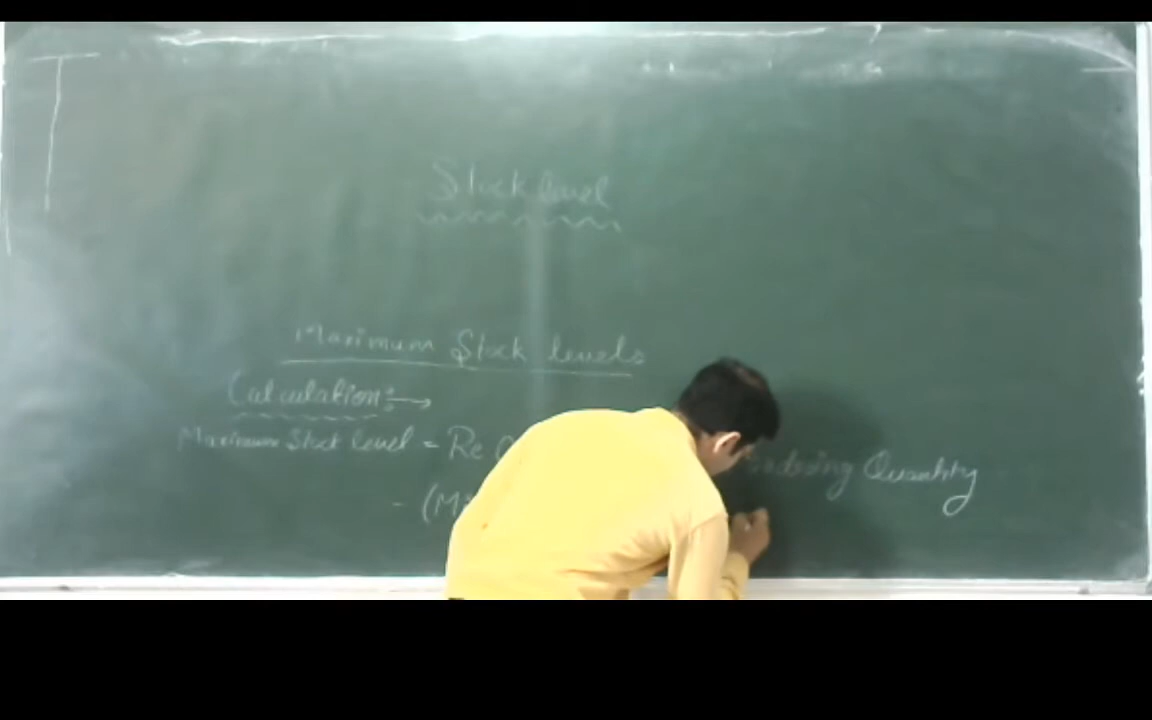 Stock level
Maximum Stock levels
Calculation :→
Maximum Stock level = Re Ordering Quantity
- (M